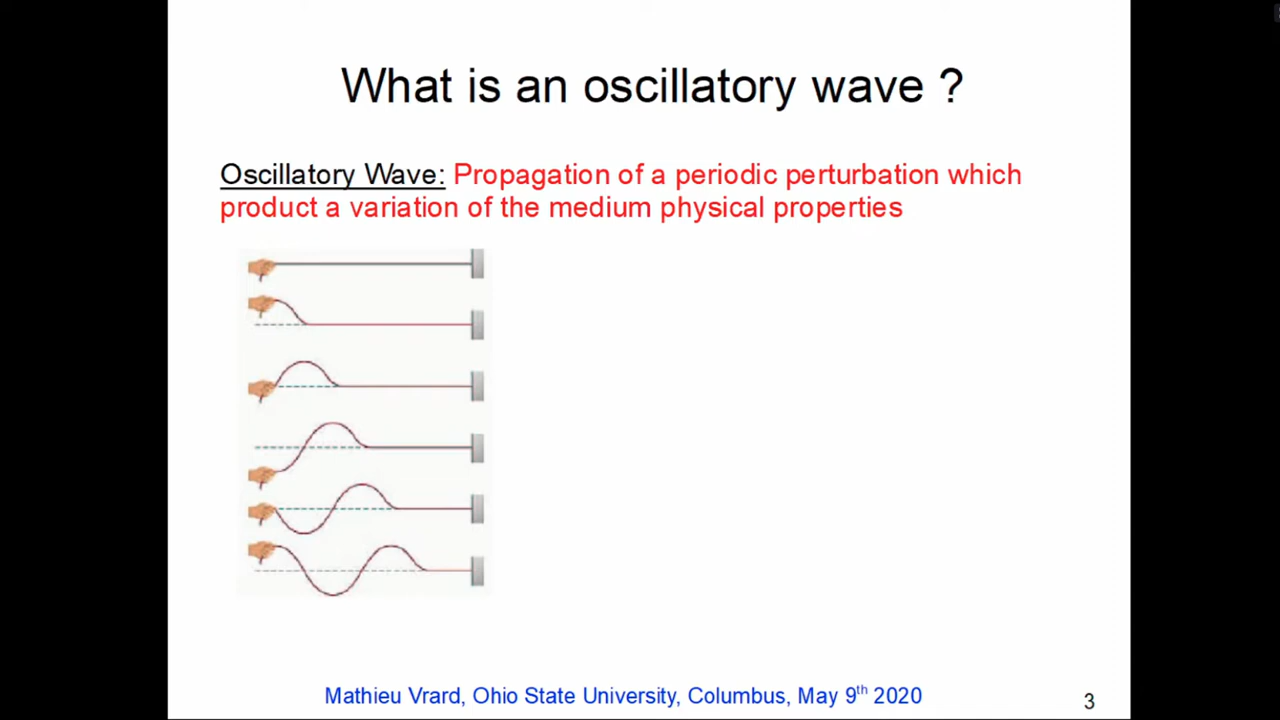 What is an oscillatory wave ?
Oscillatory Wave: Propagation of a periodic perturbation which
product a variation of the medium physical properties
Mathieu Vrard, Ohio State University, Columbus, May 9th 2020
3